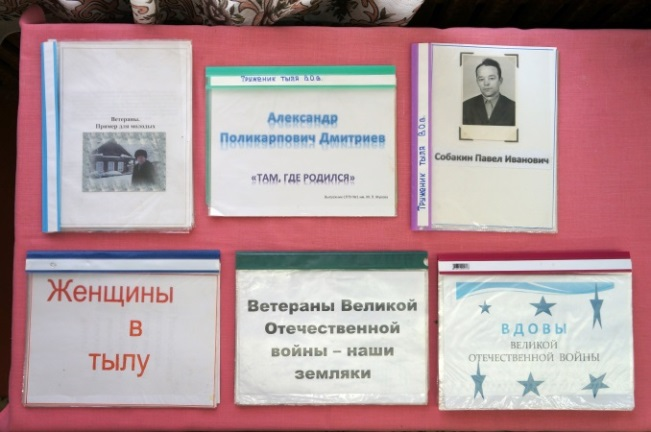 Ветераны.
Пример для молодых
Труженик тыла В.О.в.
Александр
Поликарпович Дмитриев
«ТАМ, ГДЕ РОДИЛСЯ»
Труженик тыла В.О.в.
Собакин Павел Иванович
Женщины
в
тылу
Ветераны Великой
Отечественной
войны – наши
земляки
ВДОВЫ
ВЕЛИКОЙ
ОТЕЧЕСТВЕННОЙ ВОЙНЫ